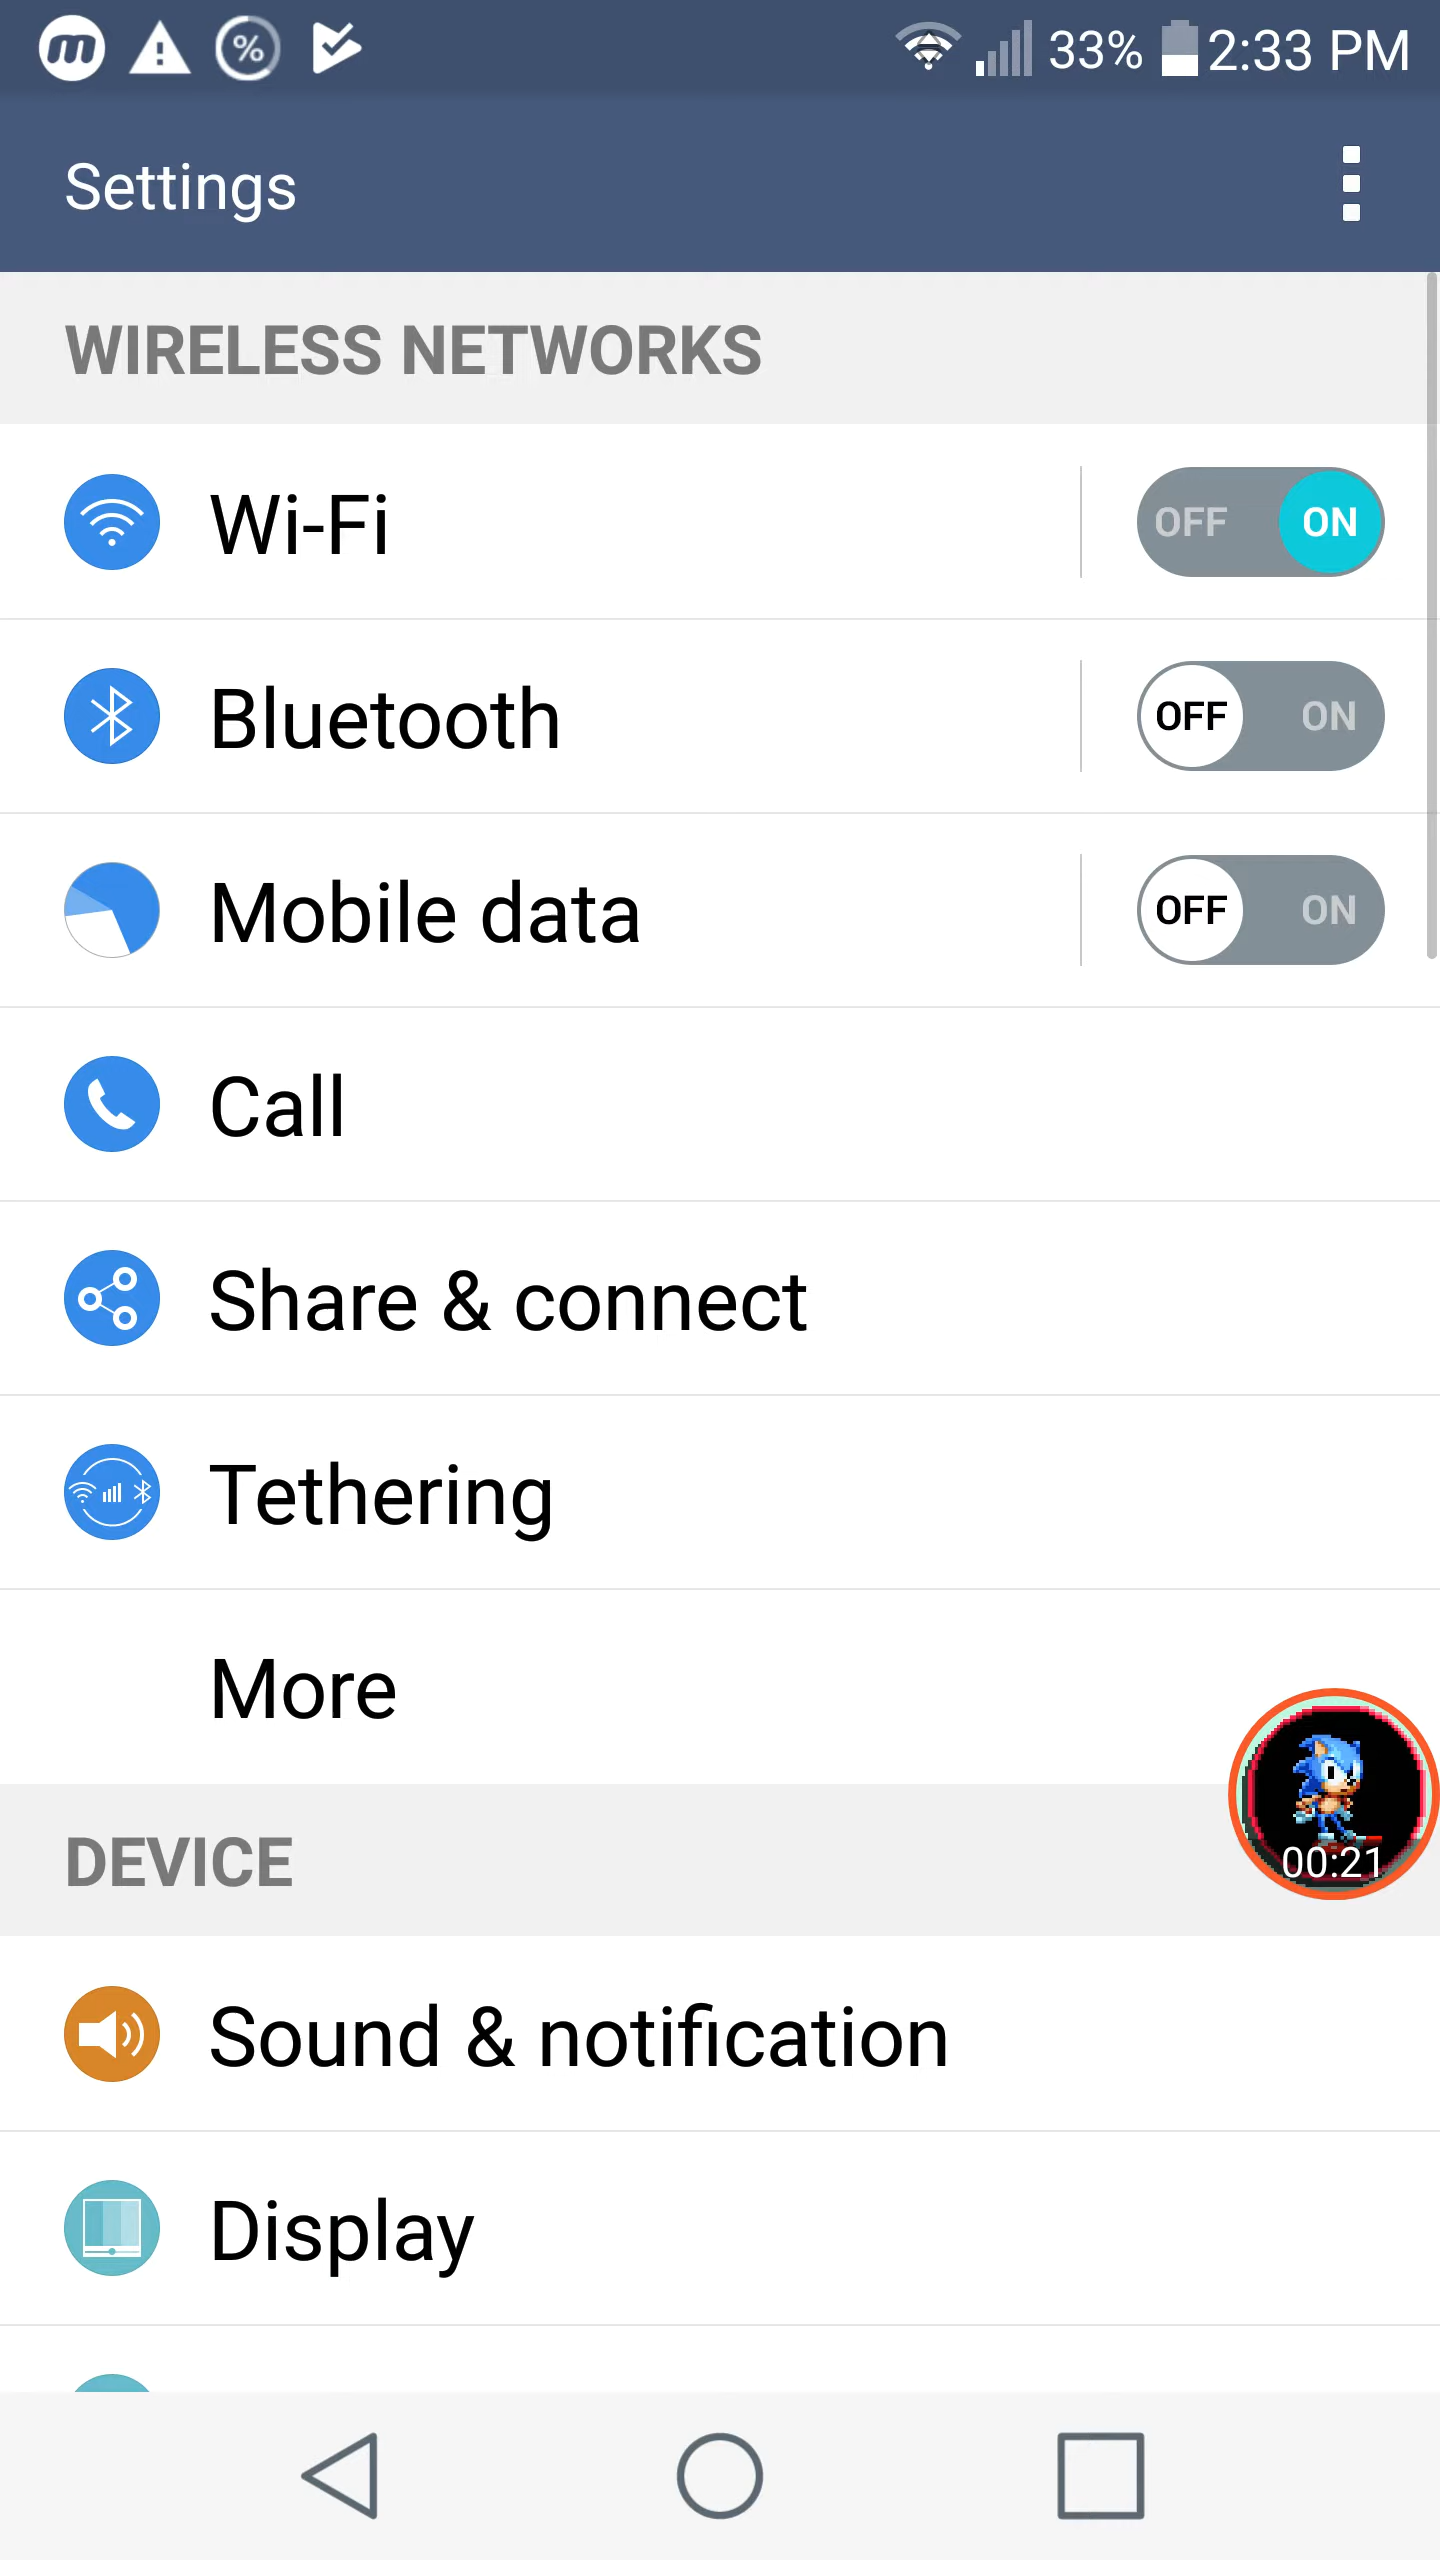 33% 2:33 PM
Settings
WIRELESS NETWORKS
Wi-Fi OFF ON
Bluetooth OFF ON
Mobile data OFF ON
Call
Share & connect
Tethering
More
DEVICE
00:21
Sound & notification
Display